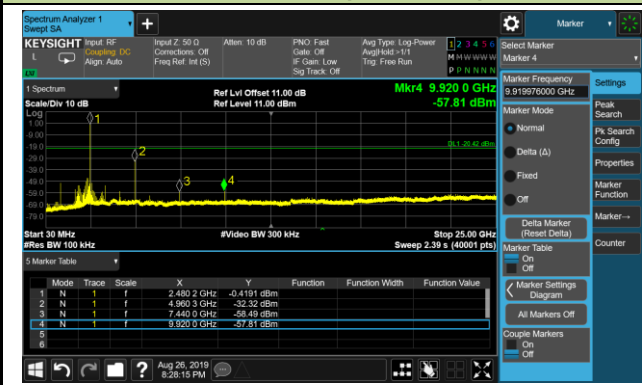 Spectrum Analyzer 1
Swept SA
+
Marker
KEYSIGHT
L
Input: RF
Coupling: DC
Align: Auto
Input Z: 50 Ω
Corrections: Off
Freq Ref: Int (S)
Atten: 10 dB
PNO: Fast
Gate: Off
IF Gain: Low
Sig Track: Off
Avg Type: Log-Power
Avg|Hold:>1/1
Trig: Free Run
1 2 3 4 5 6
M W W W W W
P P N N N N
Select Marker
Marker 4
1 Spectrum
Scale/Div 10 dB
Log
Ref Lvl Offset 11.00 dB
Ref Level 11.00 dBm
Mkr4 9.920 0 GHz
-57.81 dBm
1.00
-9.00
-19.0
-29.0
-39.0
-49.0
-59.0
-69.0
-79.0
1
2
3
4
DL1 -20.42 dBm
Start 30 MHz
#Res BW 100 kHz
#Video BW 300 kHz
Stop 25.00 GHz
Sweep 2.39 s (40001 pts)
5 Marker Table
Mode Trace Scale X Y Function Function Width Function Value
1 N 1 f 2.480 2 GHz -0.4191 dBm
2 N 1 f 4.960 3 GHz -32.32 dBm
3 N 1 f 7.440 0 GHz -58.49 dBm
4 N 1 f 9.920 0 GHz -57.81 dBm
5
6
Marker Frequency
9.919976000 GHz
Marker Mode
Normal
Delta (Δ)
Fixed
Off
Delta Marker
(Reset Delta)
Marker Table
On
Off
Marker Settings
Diagram
All Markers Off
Couple Markers
On
Off
Settings
Peak
Search
Pk Search
Config
Properties
Marker
Function
Marker→
Counter
?
Aug 26, 2019
8:28:15 PM